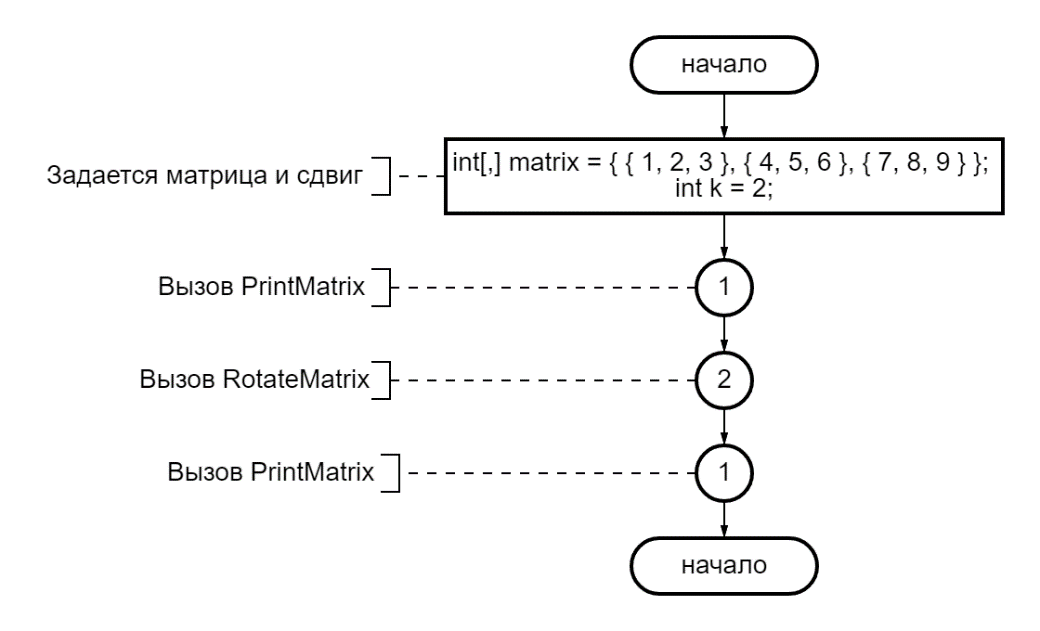 начало
Задается матрица и сдвиг
int[,] matrix = { { 1, 2, 3 }, { 4, 5, 6 }, { 7, 8, 9 } };
int k = 2;
Вызов PrintMatrix
1
Вызов RotateMatrix
2
Вызов PrintMatrix
1
начало